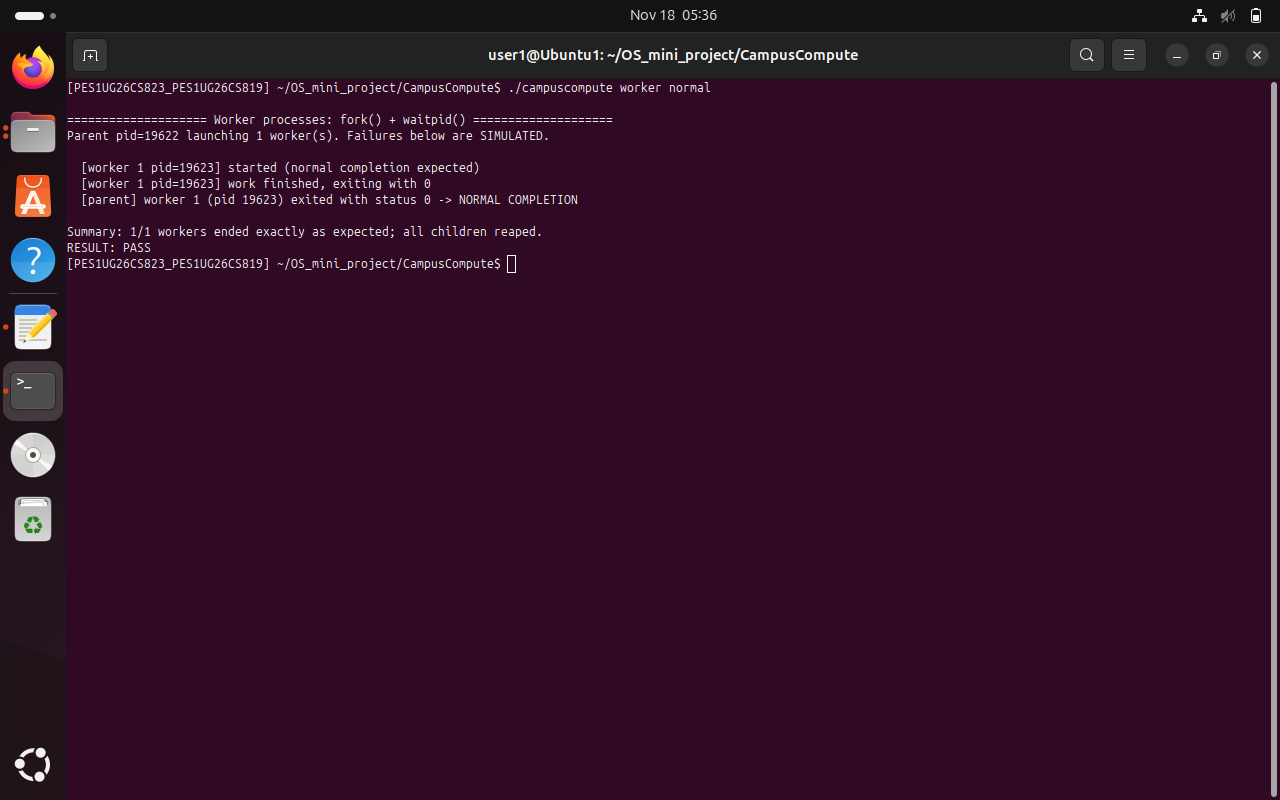 Nov 18 05:36
user1@Ubuntu1: ~/OS_mini_project/CampusCompute
[PES1UG26CS823_PES1UG26CS819] ~/OS_mini_project/CampusCompute$ ./campuscompute worker normal
==================== Worker processes: fork() + waitpid() ====================
Parent pid=19622 launching 1 worker(s). Failures below are SIMULATED.
[worker 1 pid=19623] started (normal completion expected)
[worker 1 pid=19623] work finished, exiting with 0
[parent] worker 1 (pid 19623) exited with status 0 -> NORMAL COMPLETION
Summary: 1/1 workers ended exactly as expected; all children reaped.
RESULT: PASS
[PES1UG26CS823_PES1UG26CS819] ~/OS_mini_project/CampusCompute$